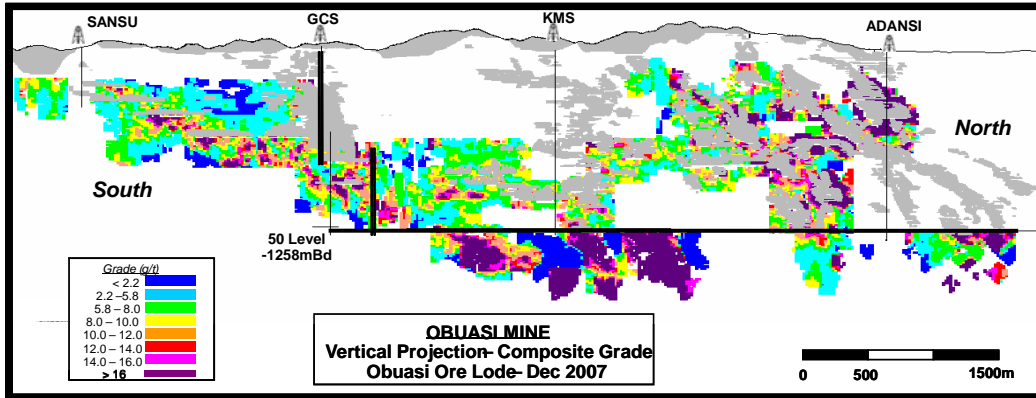 SANSU
GCS
KMS
ADANSI
North
South
50 Level
-1258mBd
Grade (g/t)
< 2.2
2.2 –5.8
5.8 – 8.0
8.0 – 10.0
10.0 – 12.0
12.0 – 14.0
14.0 – 16.0
> 16
OBUASI MINE
Vertical Projection– Composite Grade
Obuasi Ore Lode– Dec 2007
0 500 1500m